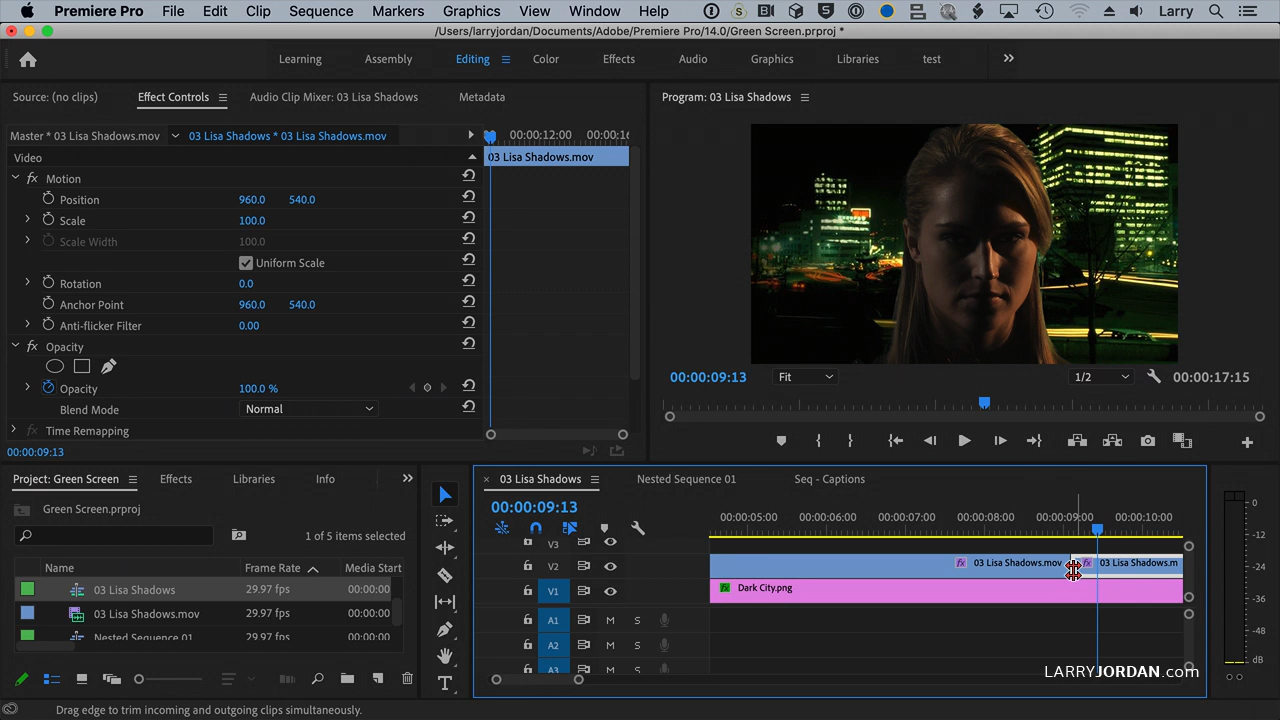 Premiere Pro File Edit Clip Sequence Markers Graphics View Window Help Larry
/Users/larryjordan/Documents/Adobe/Premiere Pro/14.0/Green Screen.prproj *
Learning Assembly Editing Color Effects Audio Graphics Libraries test
Source: (no clips) Effect Controls Audio Clip Mixer: 03 Lisa Shadows Metadata
Program: 03 Lisa Shadows
Master * 03 Lisa Shadows.mov 03 Lisa Shadows * 03 Lisa Shadows.mov 00:00:12:00 00:00:16
Video 03 Lisa Shadows.mov
fx Motion
Position 960.0 540.0
Scale 100.0
Scale Width 100.0
Uniform Scale
Rotation 0.0
Anchor Point 960.0 540.0
Anti-flicker Filter 0.00
fx Opacity
Opacity 100.0 %
Blend Mode Normal
fx Time Remapping
00:00:09:13
00:00:09:13 Fit 1/2 00:00:17:15
Project: Green Screen Effects Libraries Info
Green Screen.prproj
1 of 5 items selected
Name Frame Rate Media Start
03 Lisa Shadows 29.97 fps 00:00:00
03 Lisa Shadows.mov 29.97 fps 00:00:00
Nested Sequence 01 29.97 fps 00:00:00
03 Lisa Shadows Nested Sequence 01 Seq - Captions
00:00:09:13
00:00:05:00 00:00:06:00 00:00:07:00 00:00:08:00 00:00:09:00 00:00:10:00
V3
V2 fx 03 Lisa Shadows.mov fx 03 Lisa Shadows.m
V1 fx Dark City.png
A1 M S
A2 M S
A3 M S
0
-12
-24
-36
-48
dB
LARRYJORDAN.com
Drag edge to trim incoming and outgoing clips simultaneously.